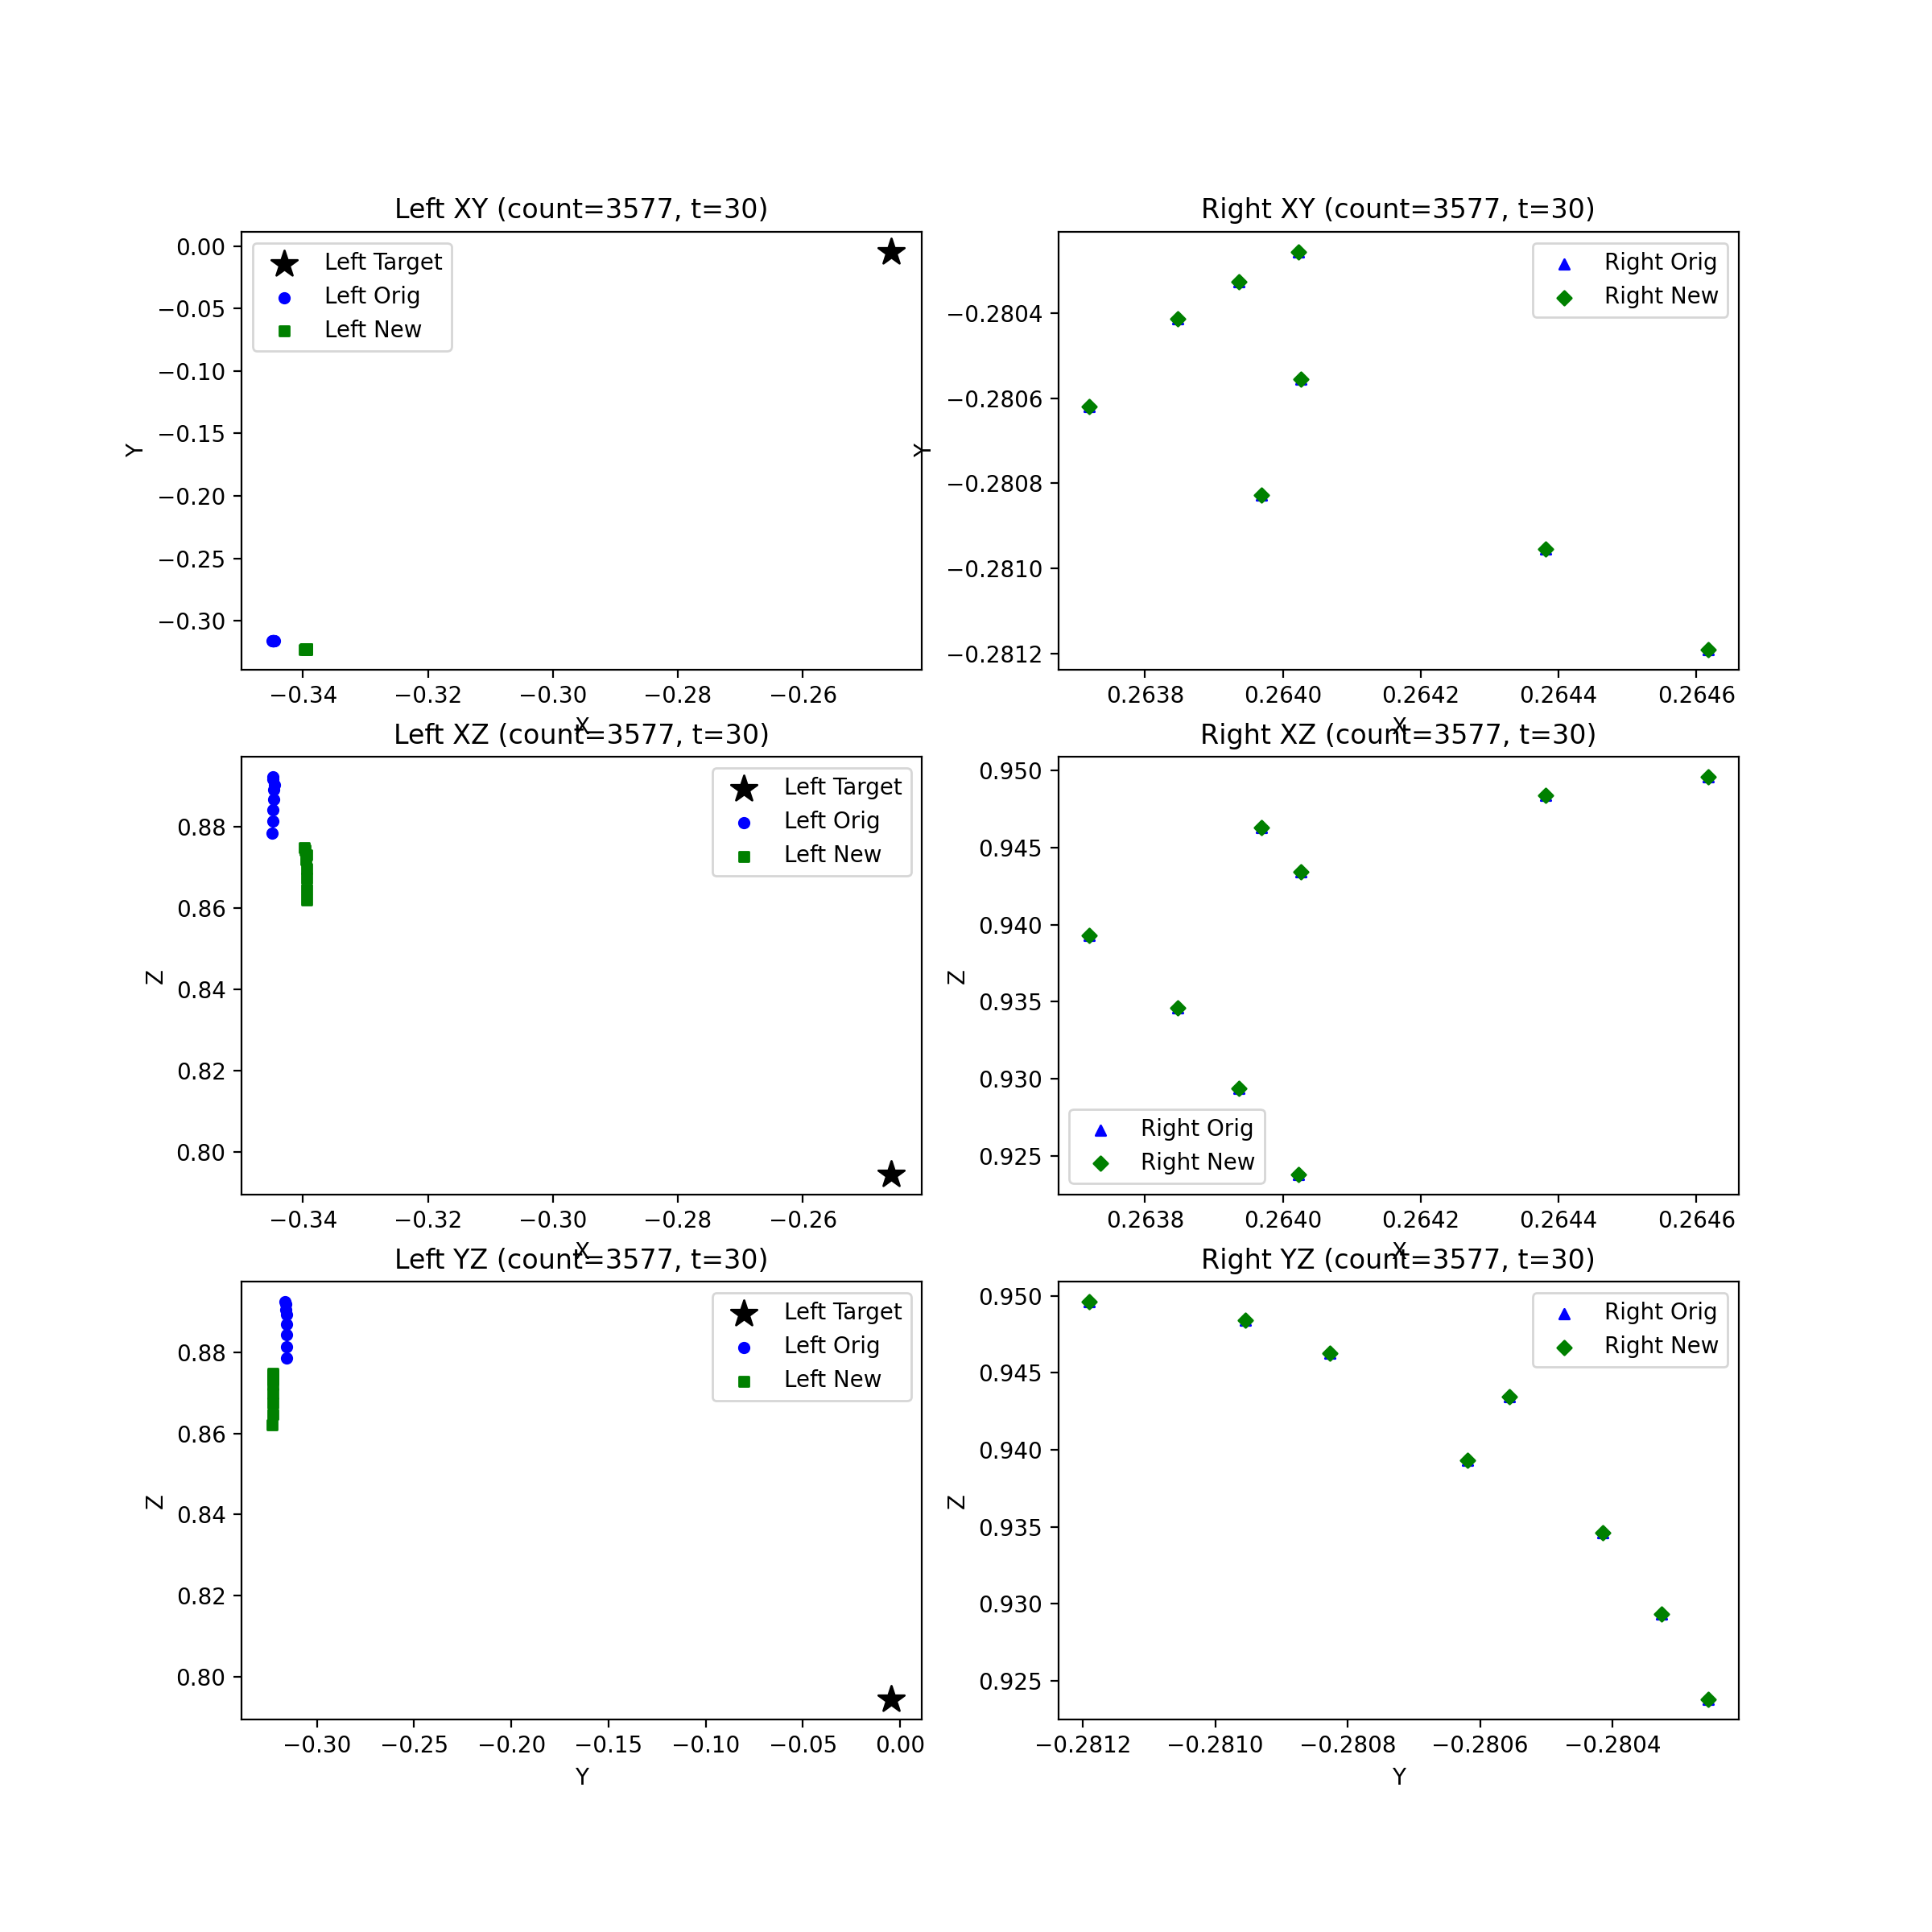 Left XY (count=3577, t=30)
Left Target
Left Orig
Left New
0.00
−0.05
−0.10
−0.15
−0.20
−0.25
−0.30
Y
−0.34
−0.32
−0.30
−0.28
−0.26
X
Right XY (count=3577, t=30)
Right Orig
Right New
−0.2804
−0.2806
−0.2808
−0.2810
−0.2812
Y
0.2638
0.2640
0.2642
0.2644
0.2646
X
Left XZ (count=3577, t=30)
Left Target
Left Orig
Left New
0.88
0.86
0.84
0.82
0.80
Z
−0.34
−0.32
−0.30
−0.28
−0.26
X
Right XZ (count=3577, t=30)
0.950
0.945
0.940
0.935
0.930
0.925
Z
Right Orig
Right New
0.2638
0.2640
0.2642
0.2644
0.2646
X
Left YZ (count=3577, t=30)
Left Target
Left Orig
Left New
0.88
0.86
0.84
0.82
0.80
Z
−0.30
−0.25
−0.20
−0.15
−0.10
−0.05
0.00
Y
Right YZ (count=3577, t=30)
Right Orig
Right New
0.950
0.945
0.940
0.935
0.930
0.925
Z
−0.2812
−0.2810
−0.2808
−0.2806
−0.2804
Y